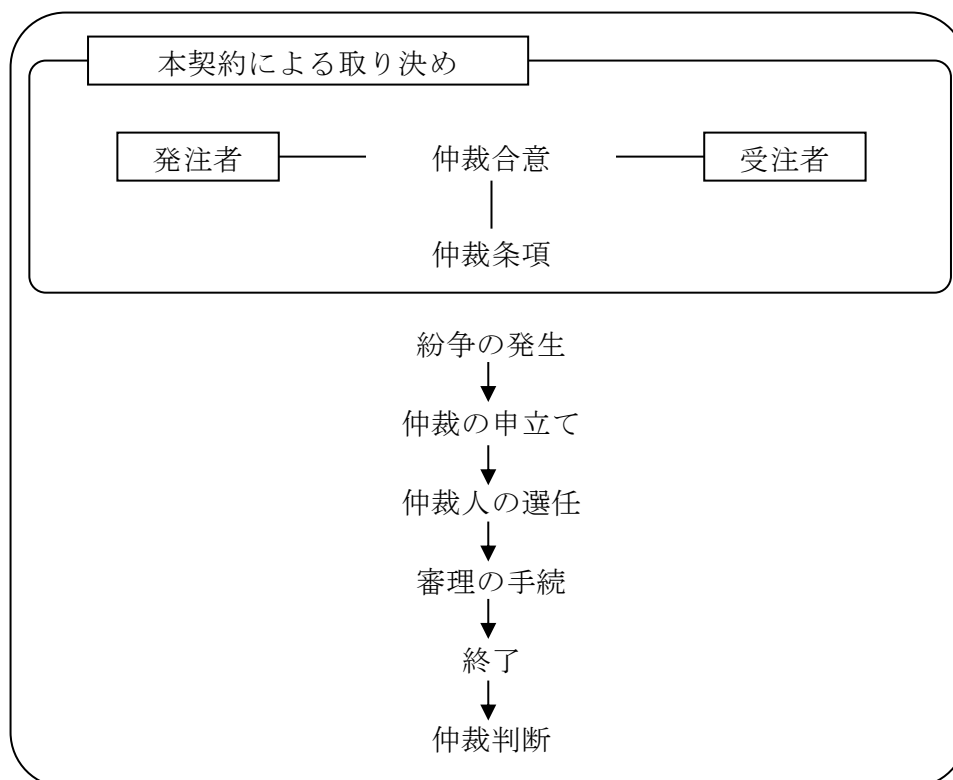 本契約による取り決め
発注者 仲裁合意 受注者
仲裁条項
紛争の発生
仲裁の申立て
仲裁人の選任
審理の手続
終了
仲裁判断